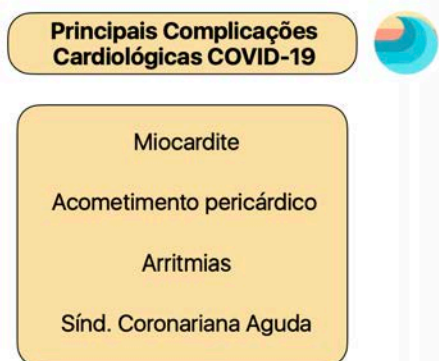 Principais Complicações
Cardiológicas COVID-19
Miocardite
Acometimento pericárdico
Arritmias
Sínd. Coronariana Aguda